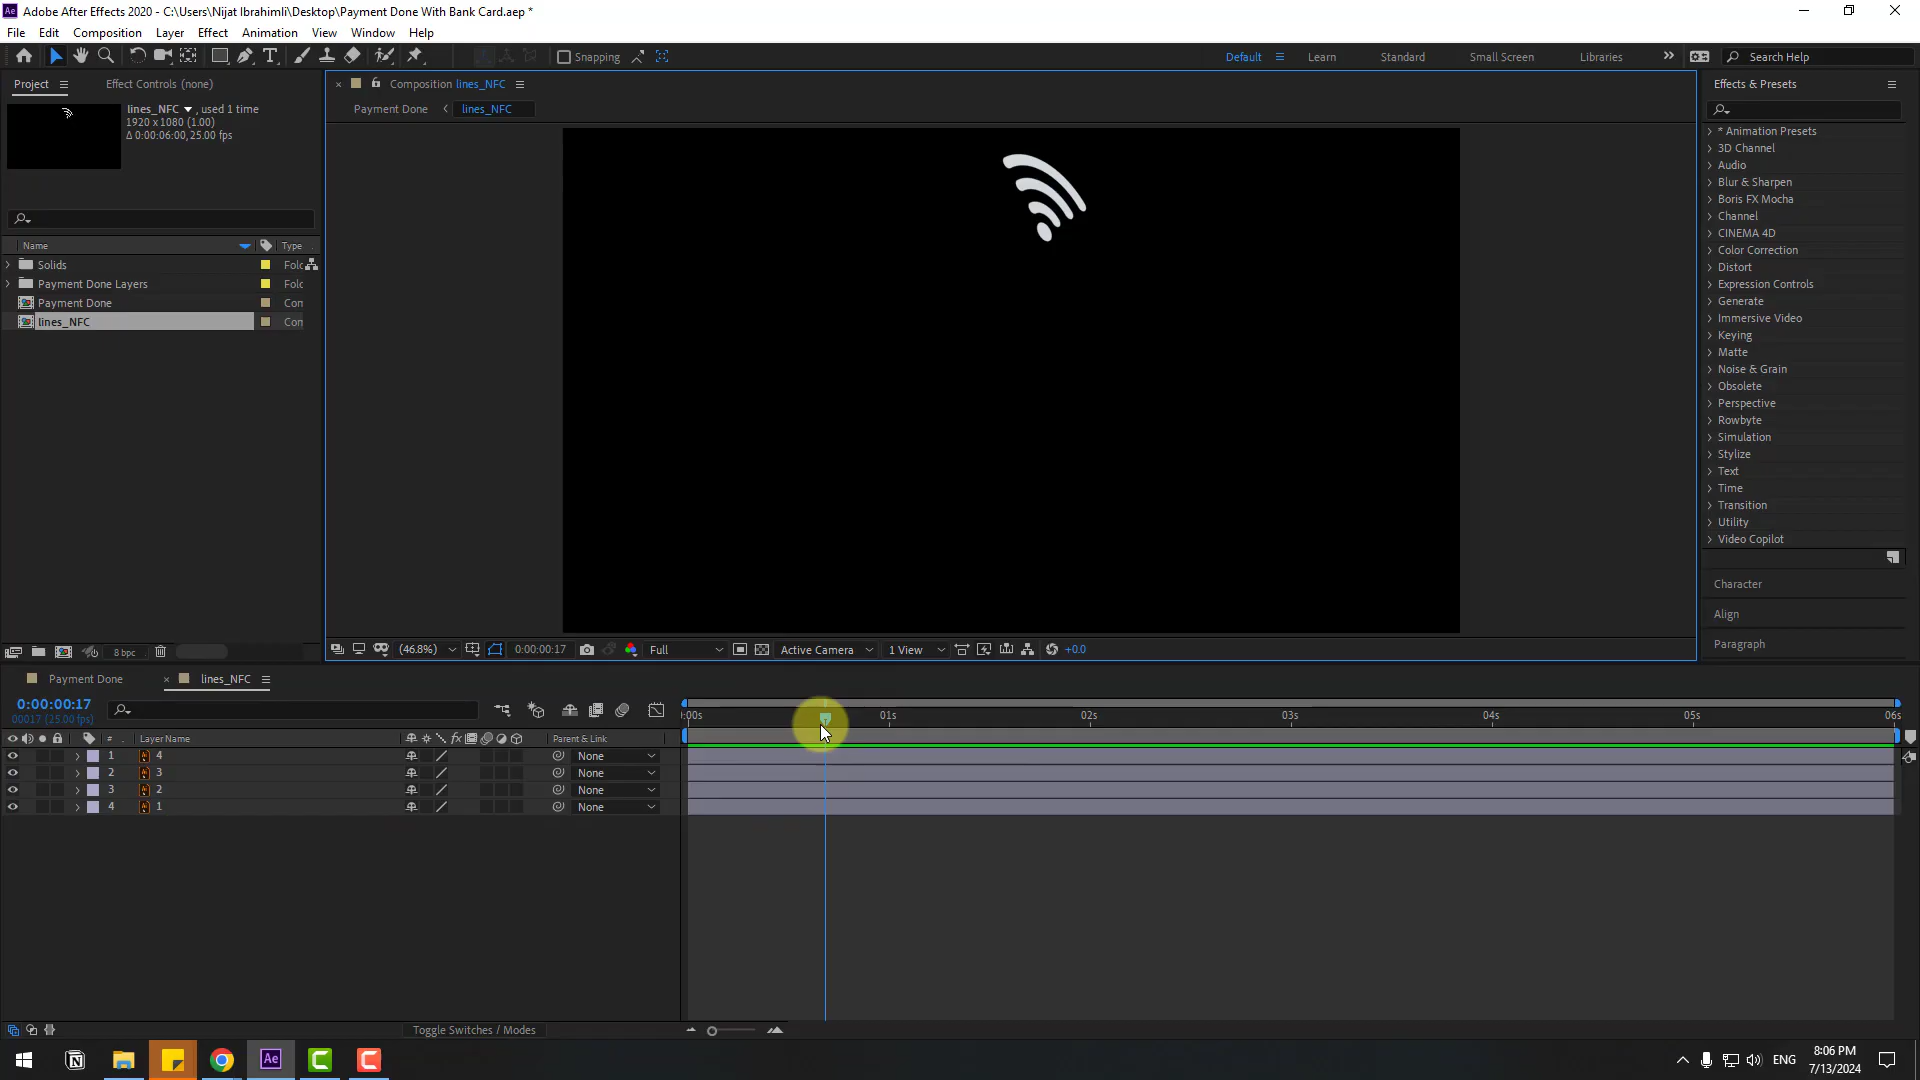 Adobe After Effects 2020 - C:\Users\Nijat Ibrahimli\Desktop\Payment Done With Bank Card.aep *
File Edit Composition Layer Effect Animation View Window Help
Snapping
Default Learn Standard Small Screen Libraries Search Help
Project Effect Controls (none)
lines_NFC , used 1 time
1920 x 1080 (1.00)
Δ 0:00:06:00, 25.00 fps
Name Type
Solids Folc
Payment Done Layers Folc
Payment Done Con
lines_NFC Con
8 bpc
Composition lines_NFC
Payment Done lines_NFC
(46.8%) 0:00:00:17 Full Active Camera 1 View +0.0
Effects & Presets
* Animation Presets
3D Channel
Audio
Blur & Sharpen
Boris FX Mocha
Channel
CINEMA 4D
Color Correction
Distort
Expression Controls
Generate
Immersive Video
Keying
Matte
Noise & Grain
Obsolete
Perspective
Rowbyte
Simulation
Stylize
Text
Time
Transition
Utility
Video Copilot
Character
Align
Paragraph
Payment Done lines_NFC
0:00:00:17
00017 (25.00 fps)
:00s 01s 02s 03s 04s 05s 06s
# Layer Name Parent & Link
1 4 None
2 3 None
3 2 None
4 1 None
Toggle Switches / Modes
ENG
8:06 PM
7/13/2024